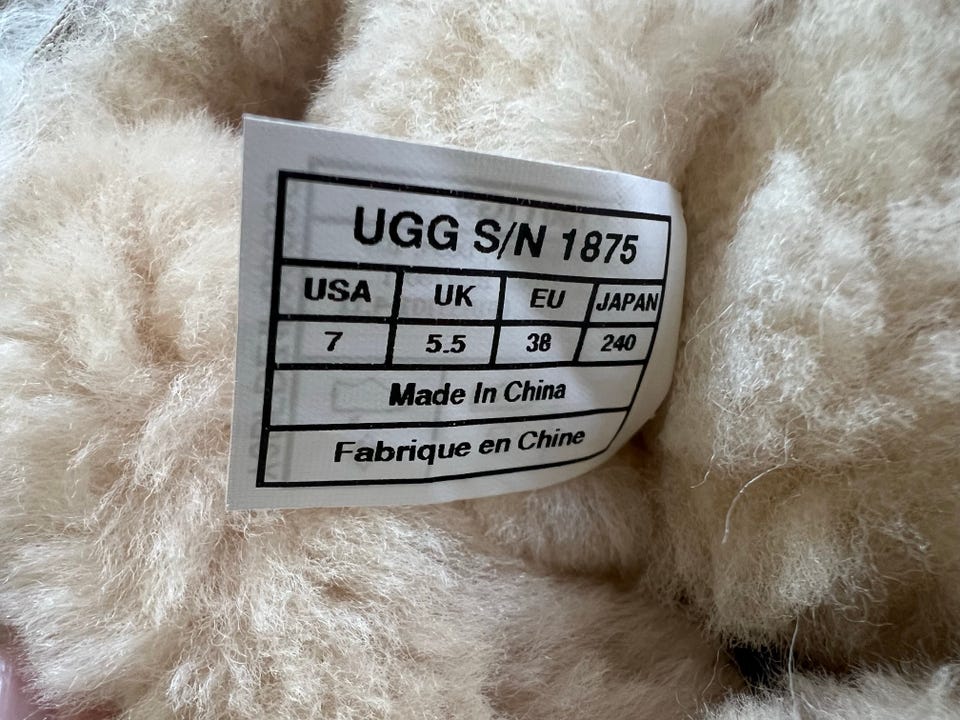 UGG S/N 1875
USA UK EU JAPAN
7 5.5 38 240
Made In China
Fabrique en Chine